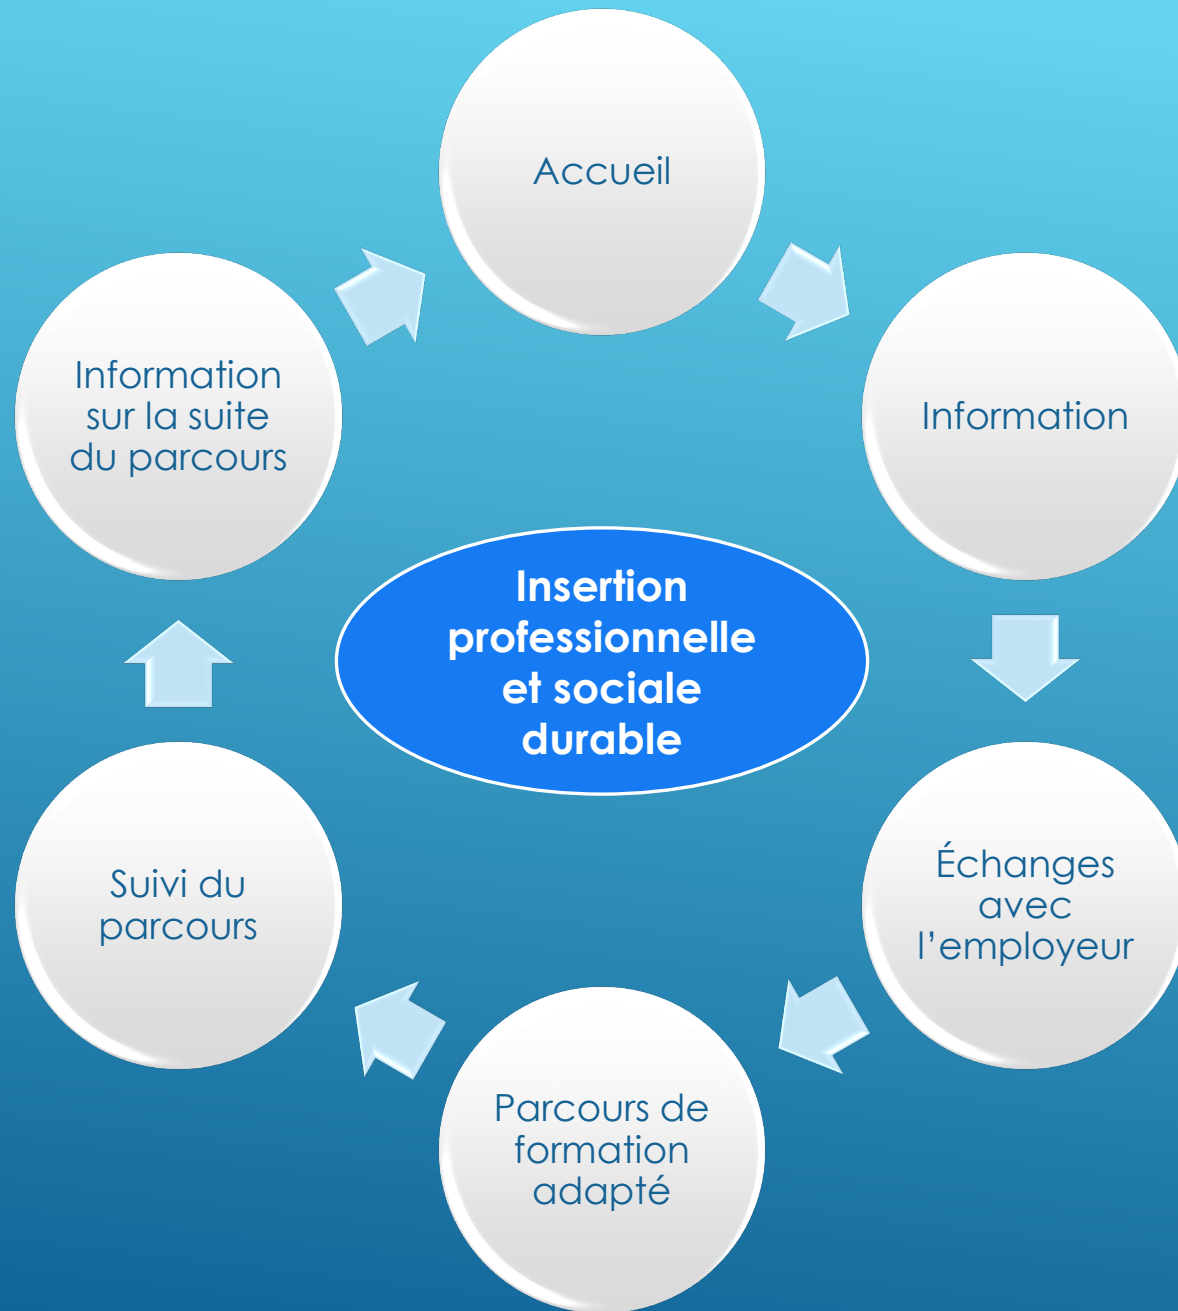 Accueil
Information
Échanges
avec
l’employeur
Parcours de
formation
adapté
Suivi du
parcours
Information
sur la suite
du parcours
Insertion
professionnelle
et sociale
durable